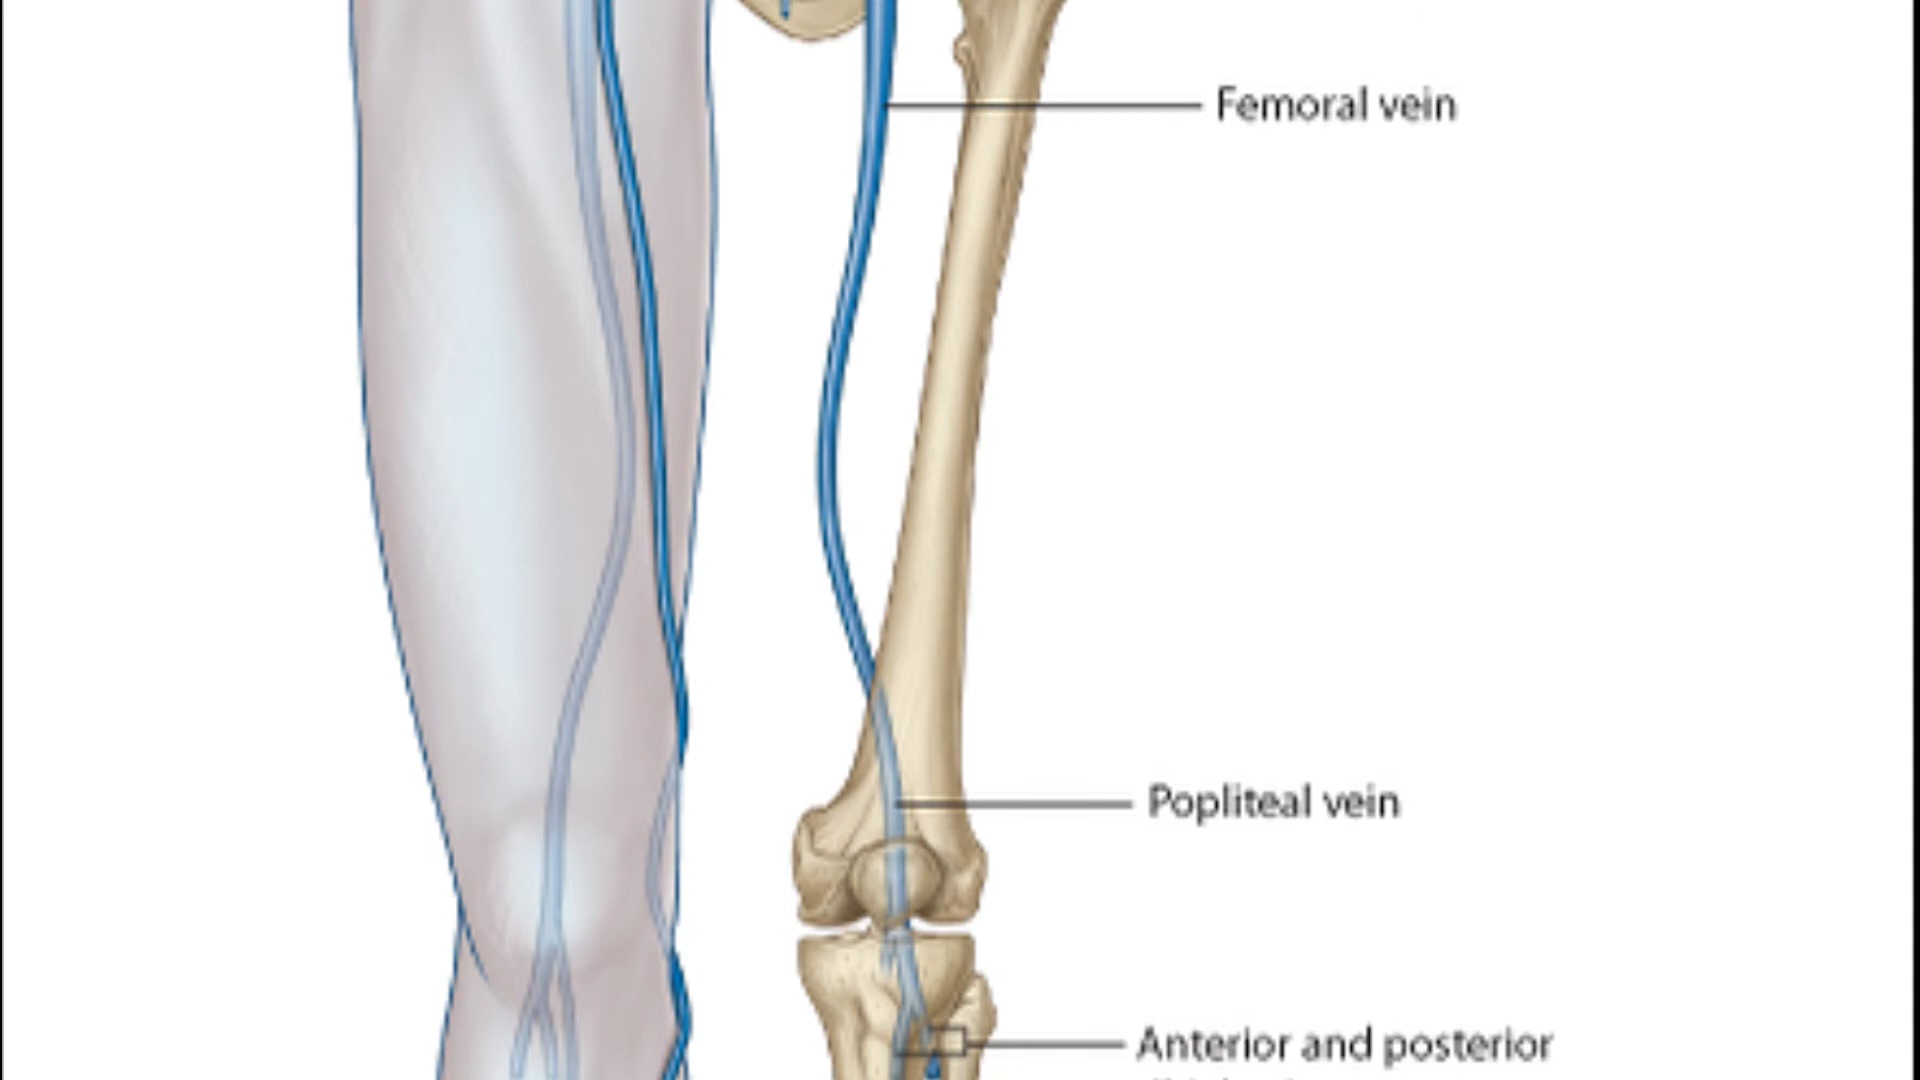 Femoral vein
Popliteal vein
Anterior and posterior